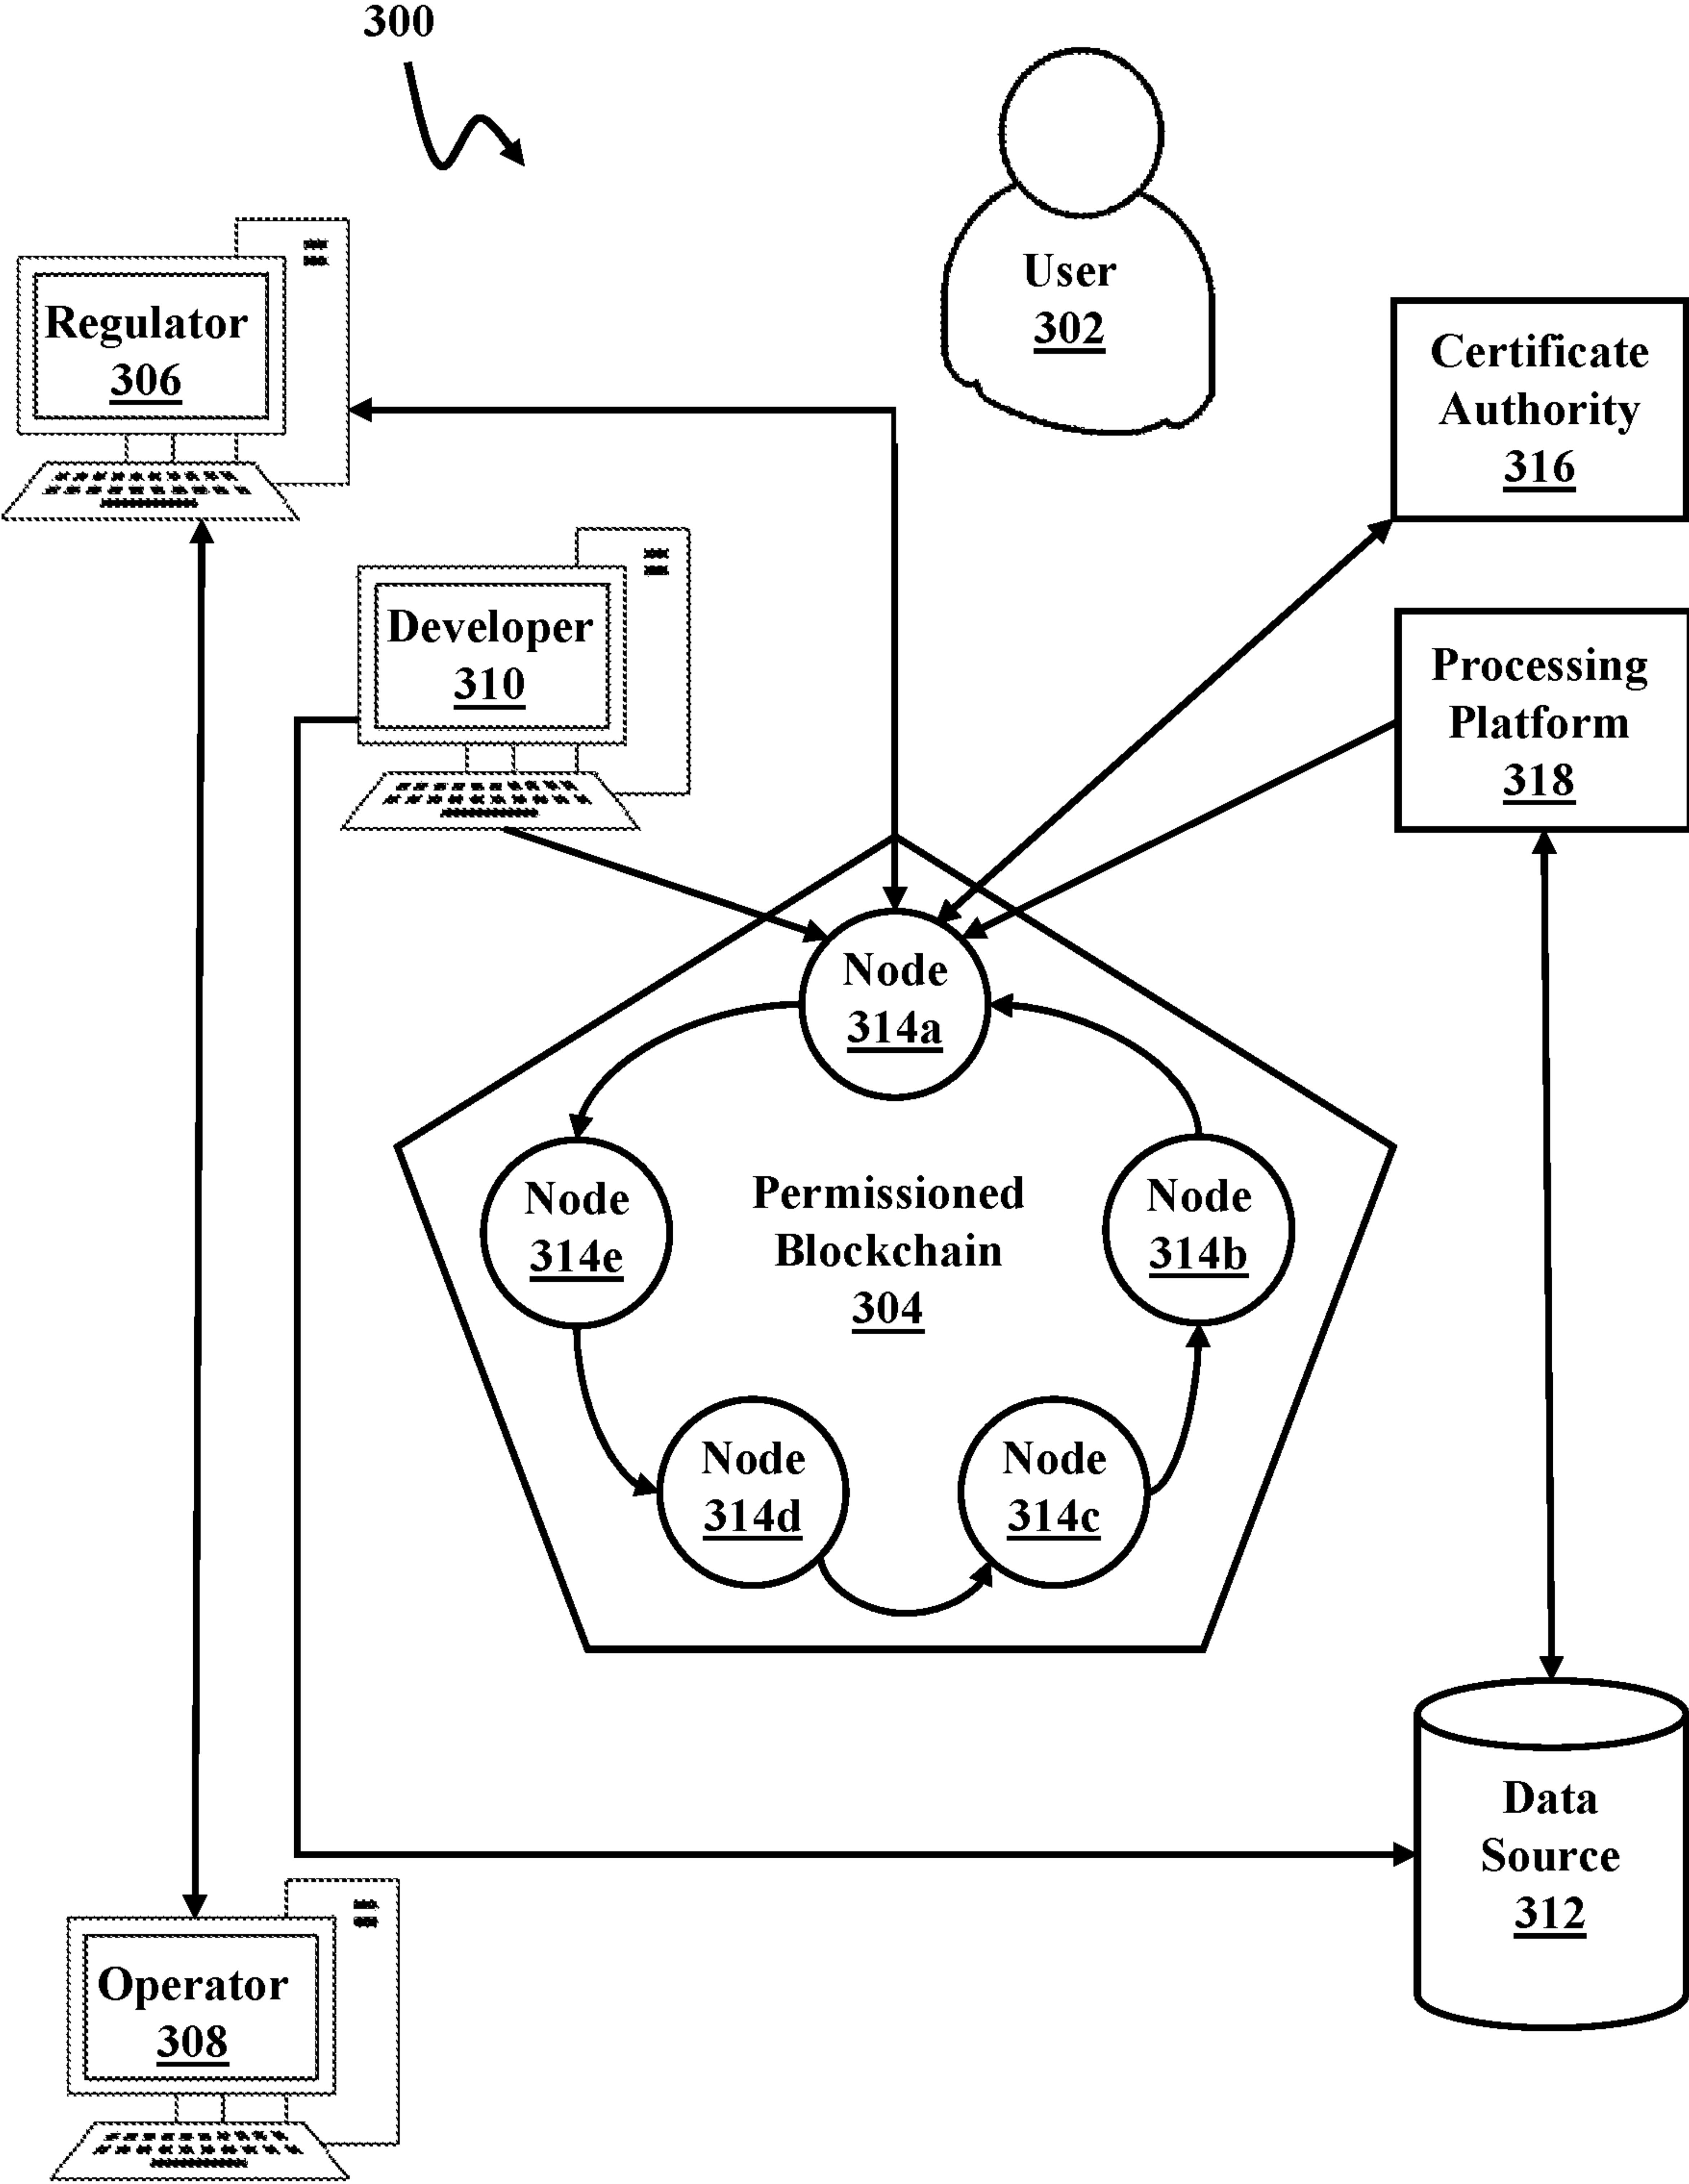 300
User
302
Regulator
306
Certificate
Authority
316
Developer
310
Processing
Platform
318
Node
314a
Node
314e
Permissioned
Blockchain
304
Node
314b
Node
314d
Node
314c
Data
Source
312
Operator
308